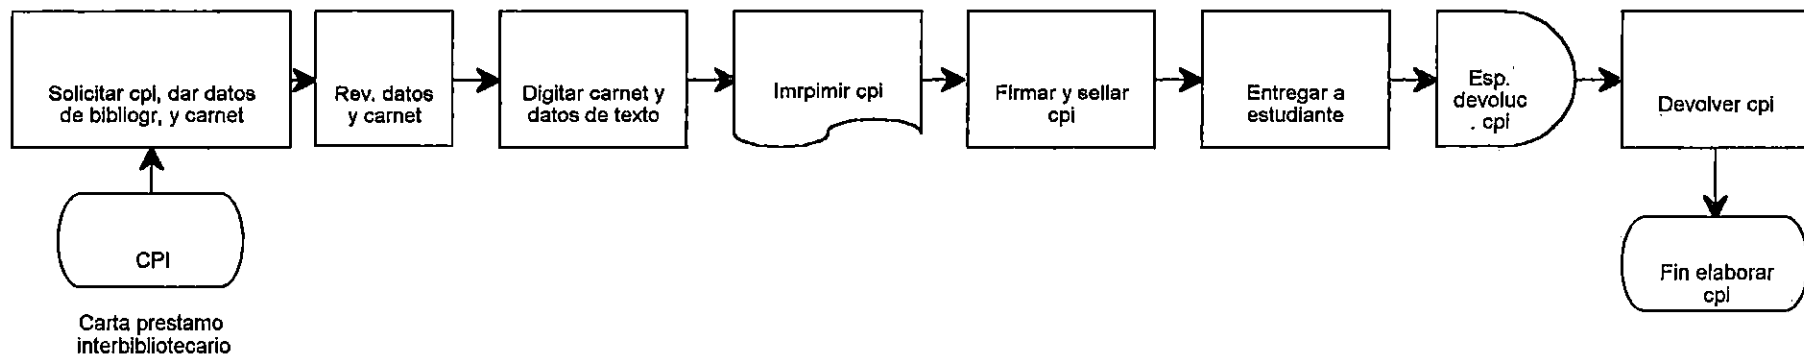 Solicitar cpi, dar datos
de bibliogr, y carnet
Rev. datos
y carnet
Digitar carnet y
datos de texto
Imrpimir cpi
Firmar y sellar
cpi
Entregar a
estudiante
Esp.
devoluc
. cpi
Devolver cpi
CPI
Carta prestamo
interbibliotecario
Fin elaborar
cpi